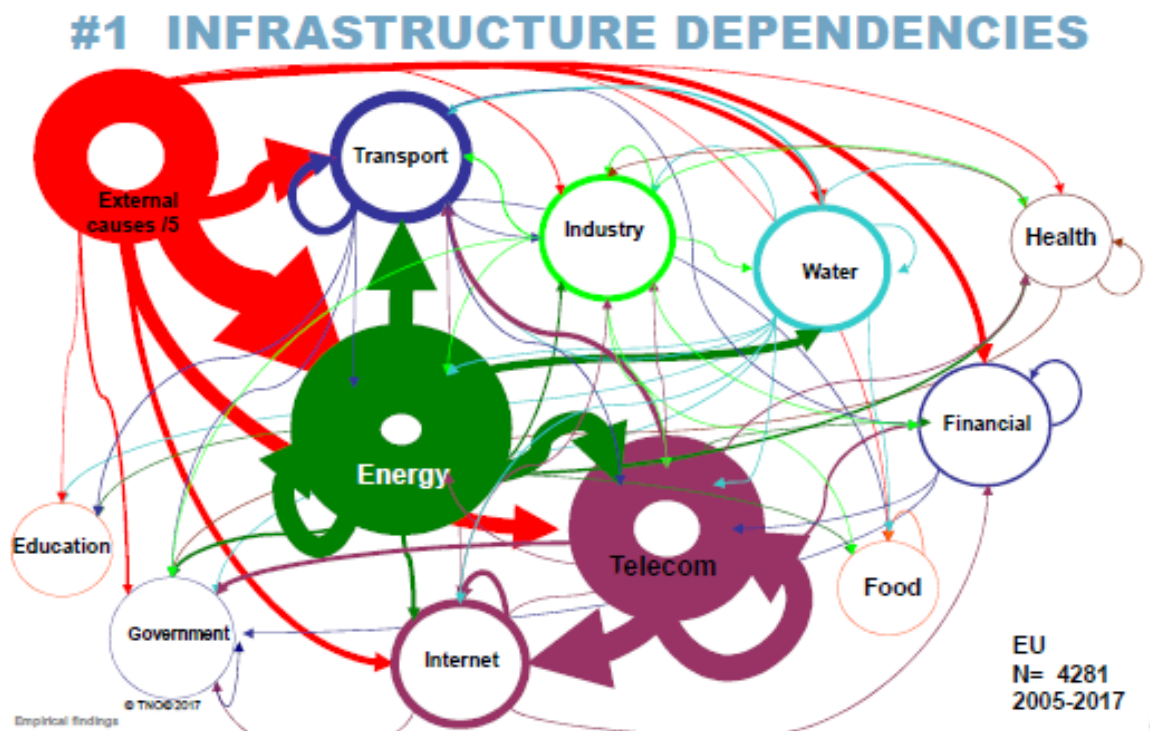 #1 INFRASTRUCTURE DEPENDENCIES
Transport
External
causes /5
Industry
Health
Water
Financial
Energy
Education
Telecom
Food
Government
Internet
EU
N= 4281
2005-2017
© TNO© 2017
Empirical findings